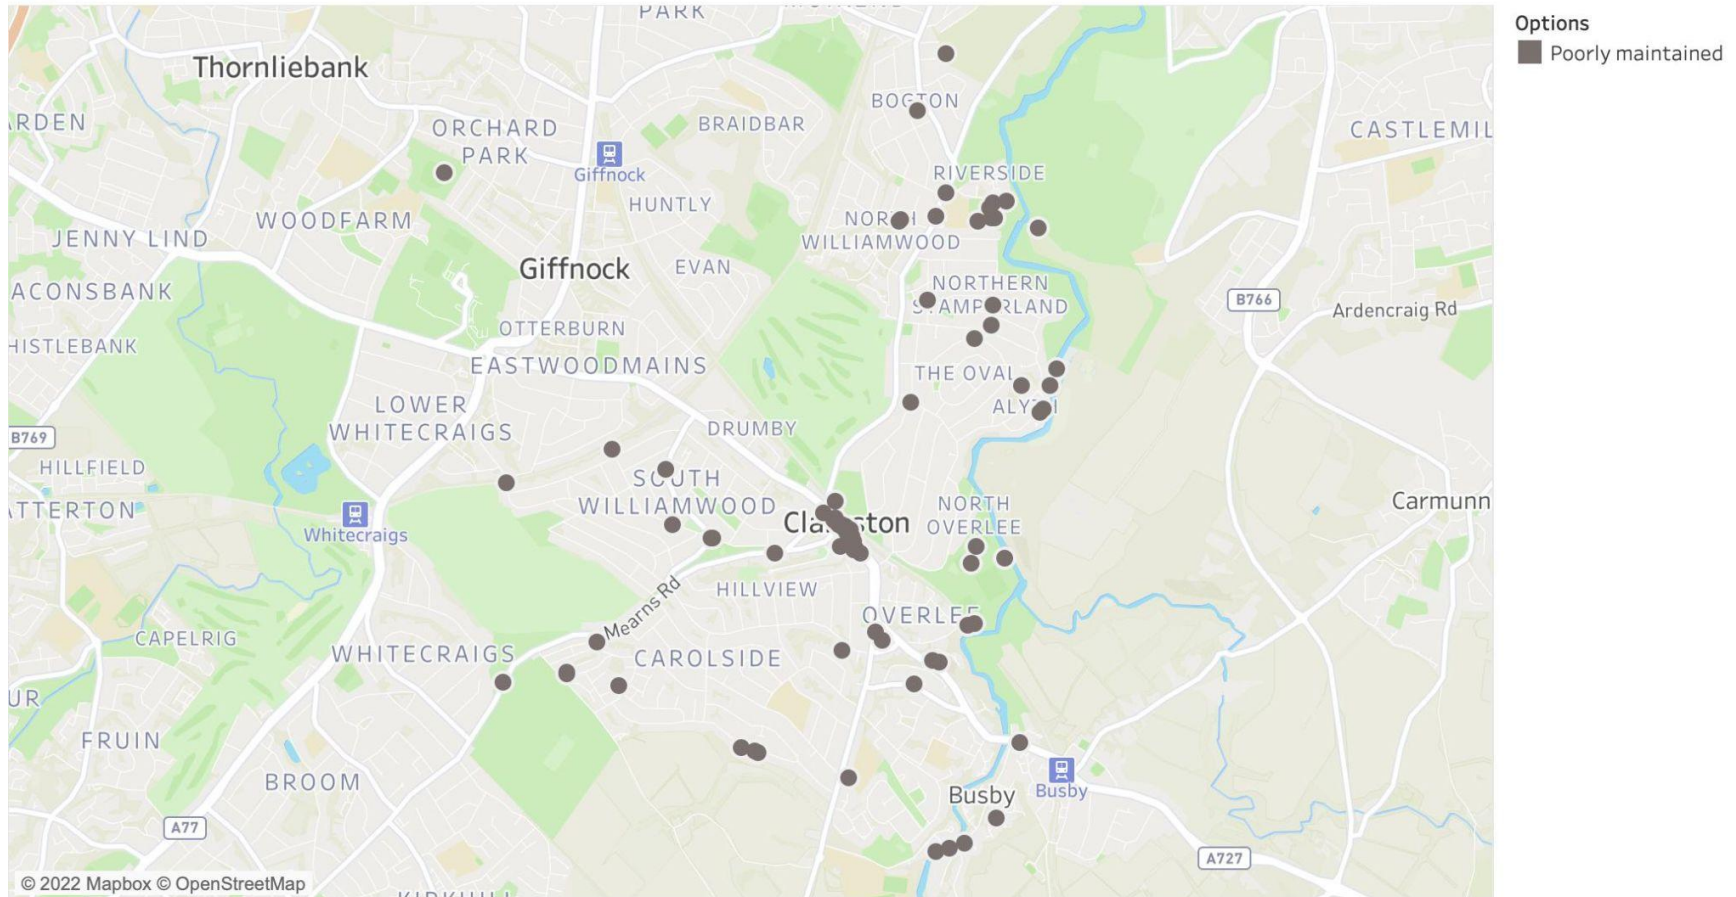 Options
Poorly maintained
PARK
Thornliebank
BOGTON
ARDEN
ORCHARD
PARK
BRAIDBAR
CASTLEMIL
Giffnock
RIVERSIDE
HUNTLY
WOODFARM
WILLIAMWOOD
JENNY LIND
Giffnock
EVAN
NORTHERN
ACONSBANK
B766
Ardencraig Rd
OTTERBURN
HISTLEBANK
EASTWOODMAINS
THE OVAL
LOWER
WHITECRAIGS
DRUMBY
B769
HILLFIELD
SOUTH
WILLIAMWOOD
NORTH
OVERLEE
ATTERTON
Carmunn
Whitecraigs
HILLVIEW
Mearns Rd
OVERLEE
CAPELRIG
WHITECRAIGS
CAROLSIDE
UR
FRUIN
BROOM
Busby
Busby
A77
A727
© 2022 Mapbox © OpenStreetMap